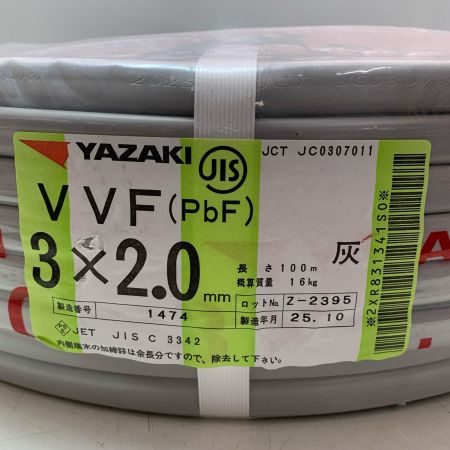 YAZAKI JIS JCT JC0307011
VVF(PbF)
3×2.0mm
灰
長さ 100m
概算質量 16kg
製造番号 1474
ロットNo. Z-2395
製造年月 25.10
JET JIS C 3342
内側端末の加締跡は余長分ですので、除去して下さい。
※2XR831341S0※